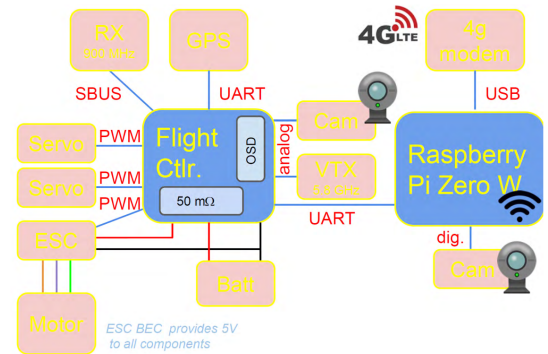 RX
900 MHz
GPS
4G LTE
4g
modem
SBUS
UART
USB
Servo
PWM
Flight
Ctlr.
OSD
analog
Cam
Raspberry
Pi Zero W
Servo
PWM
VTX
5.8 GHz
PWM
50 mΩ
UART
ESC
dig.
Cam
Batt
Motor
ESC BEC provides 5V
to all components